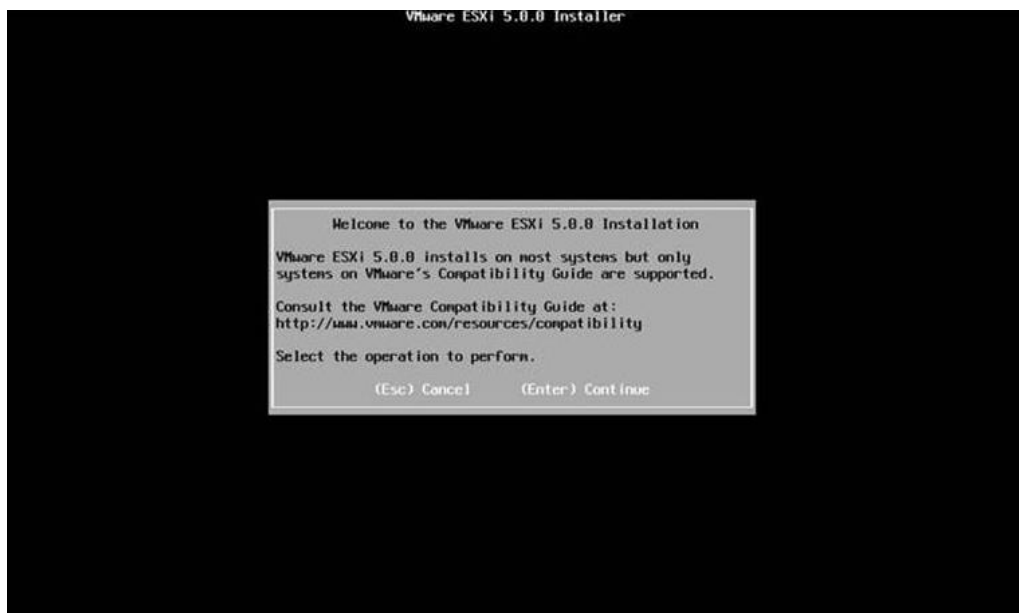 VMware ESXi 5.0.0 Installer
Welcome to the VMware ESXi 5.0.0 Installation
VMware ESXi 5.0.0 installs on most systems but only
systems on VMware's Compatibility Guide are supported.
Consult the VMware Compatibility Guide at:
http://www.vmware.com/resources/compatibility
Select the operation to perform.
(Esc) Cancel (Enter) Continue